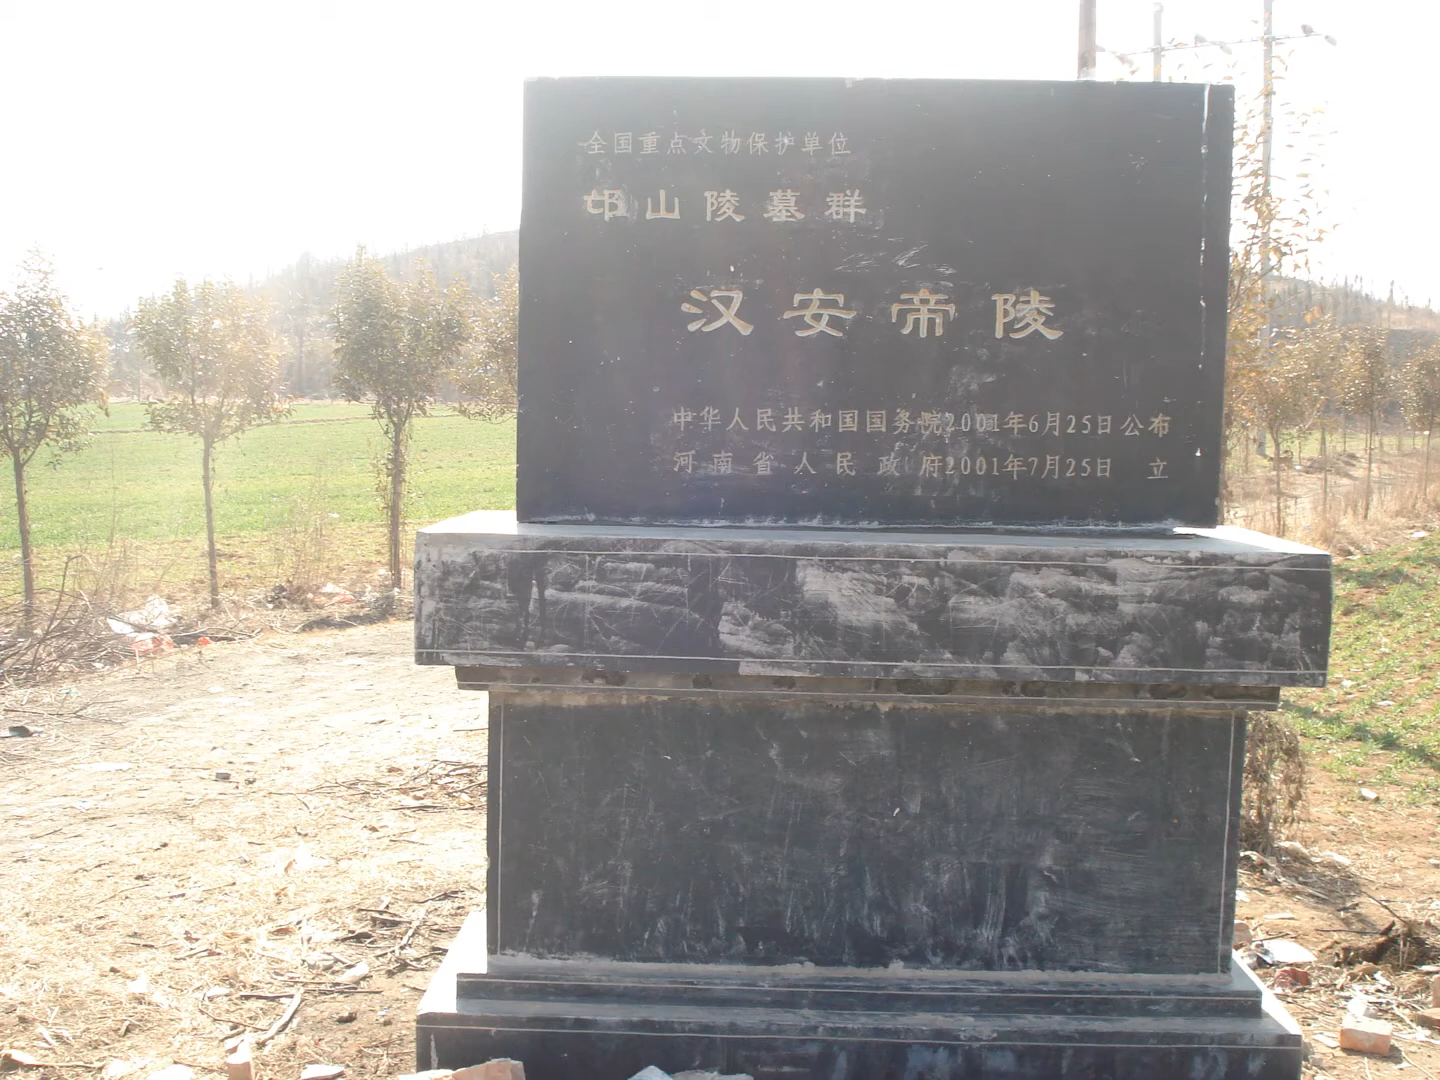 全国重点文物保护单位
邙山陵墓群
汉安帝陵
中华人民共和国国务院2001年6月25日公布
河南省人民政府2001年7月25日 立